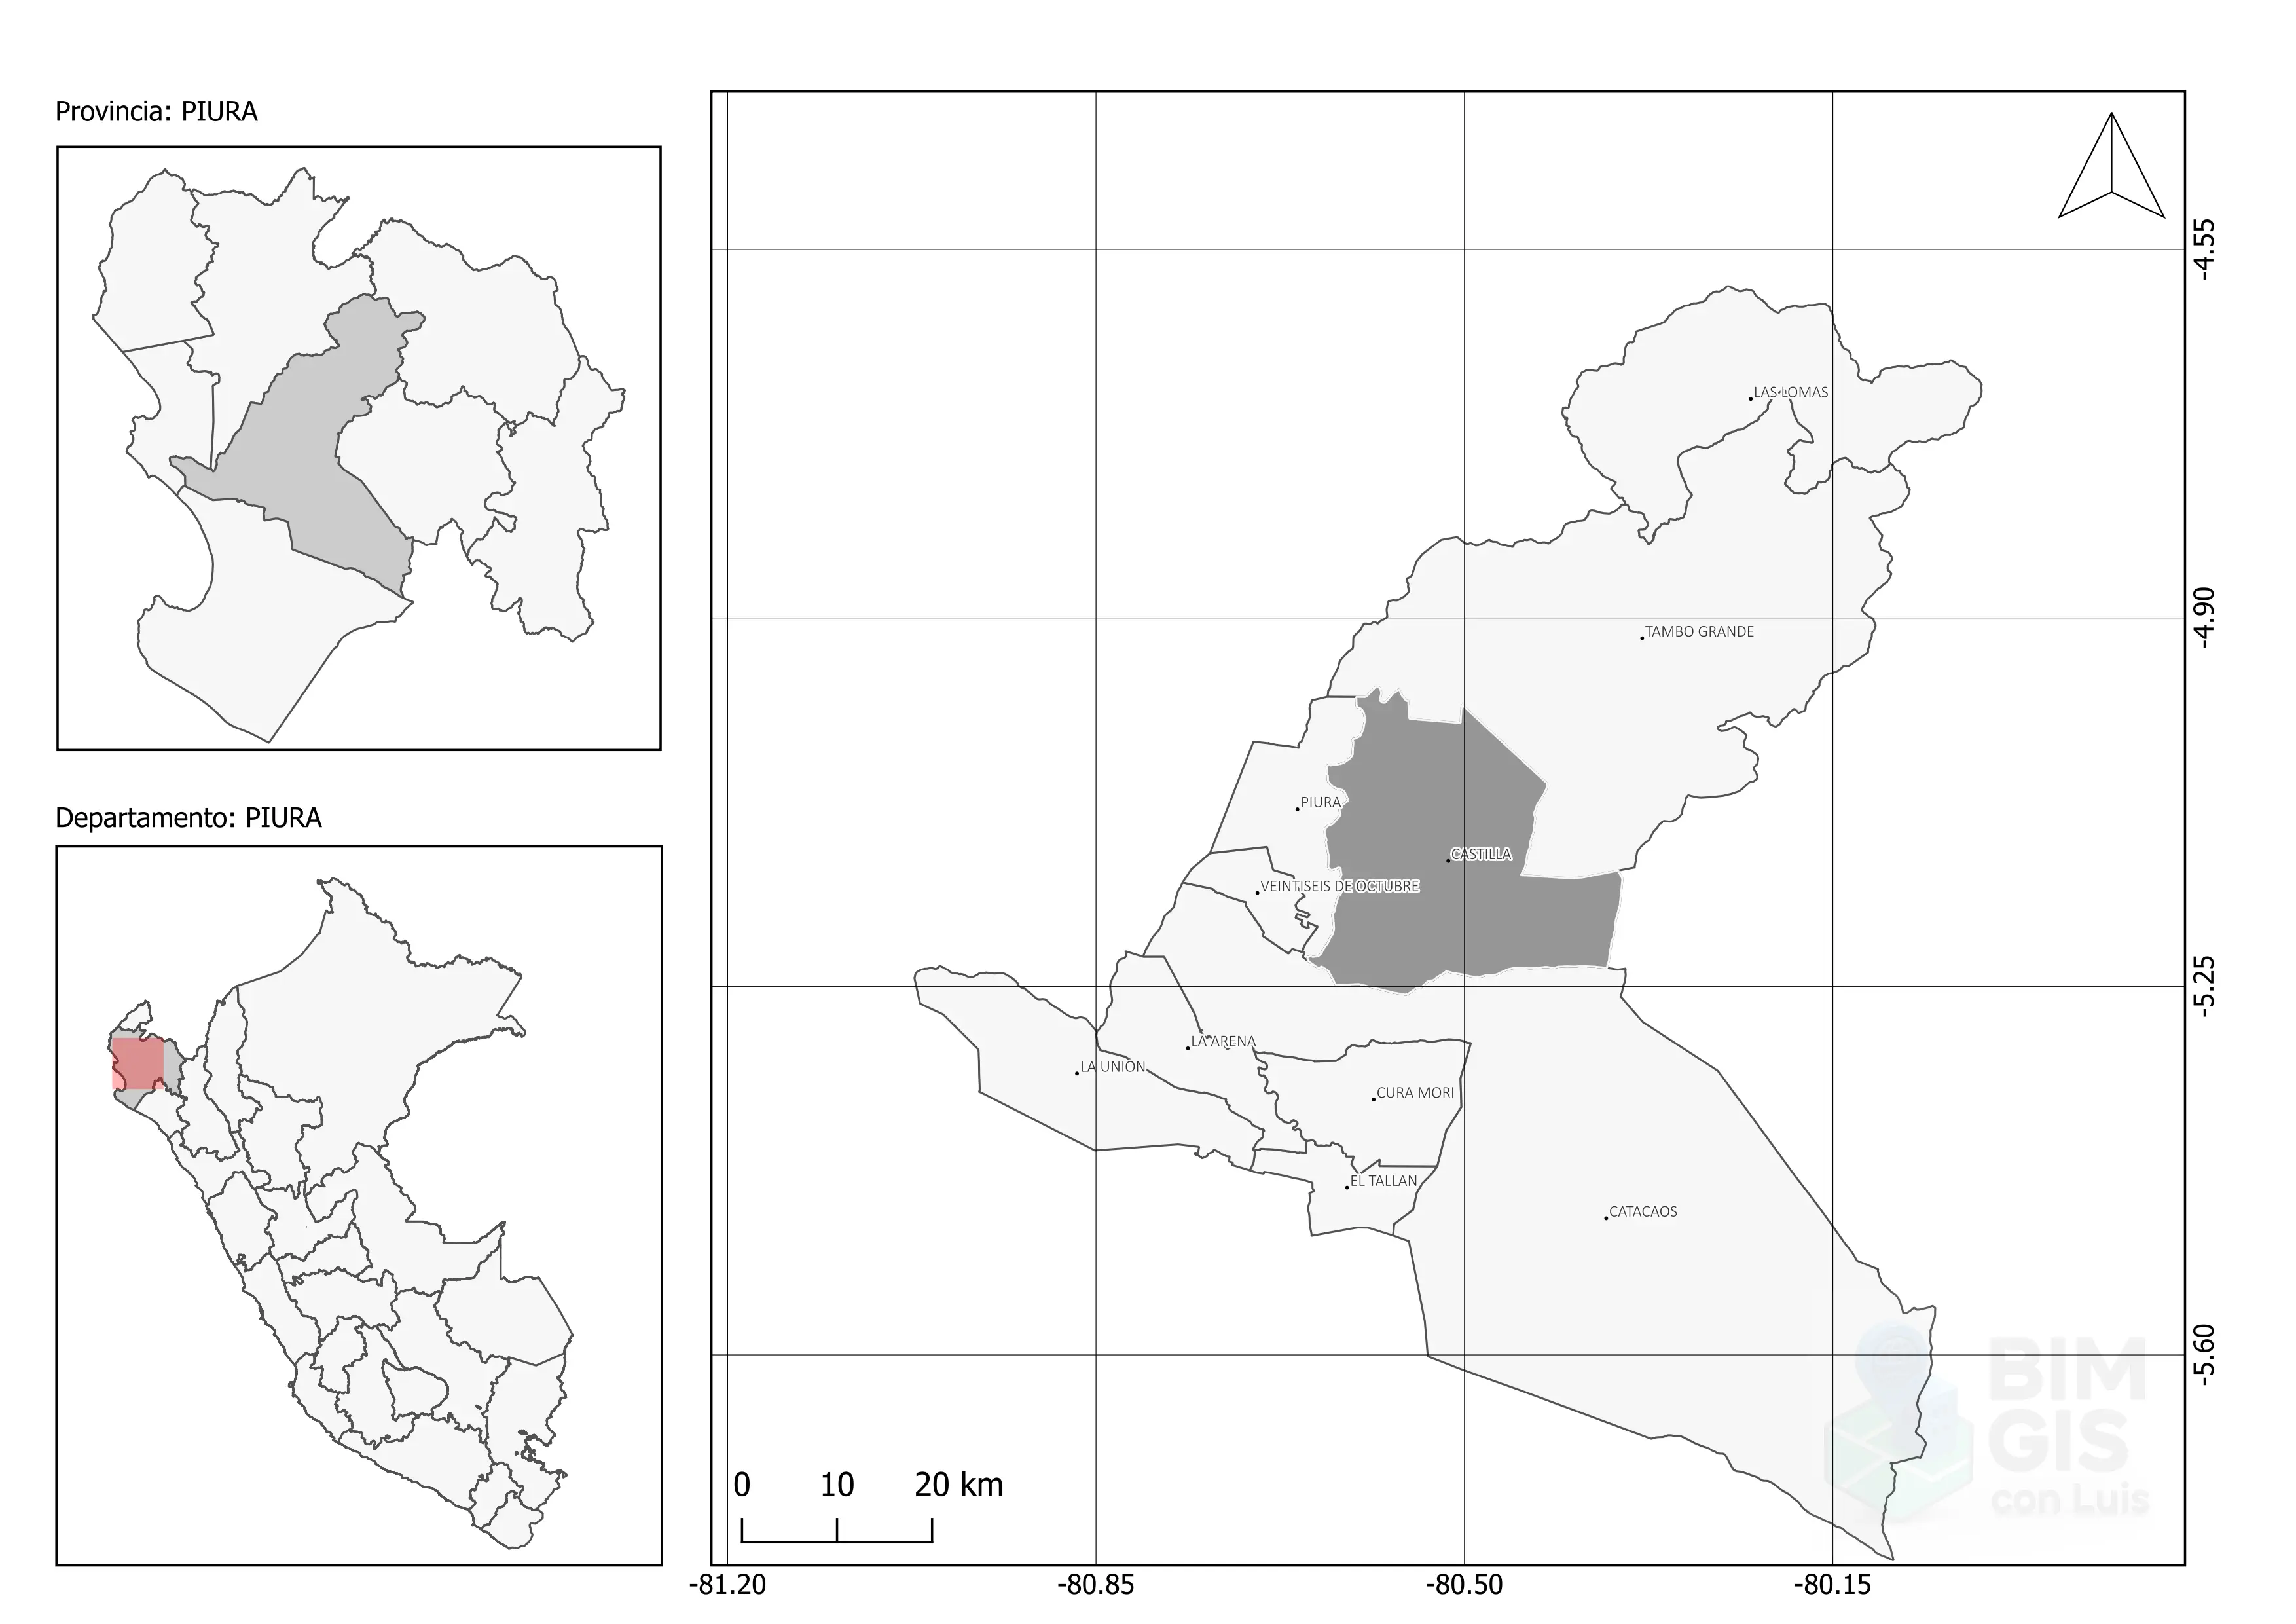 Provincia: PIURA
Departamento: PIURA
LAS LOMAS
TAMBO GRANDE
PIURA
CASTILLA
VEINTISEIS DE OCTUBRE
LA ARENA
LA UNION
CURA MORI
EL TALLAN
CATACAOS
-4.55
-4.90
-5.25
-5.60
0 10 20 km
-81.20 -80.85 -80.50 -80.15
BIM
GIS
con Luis